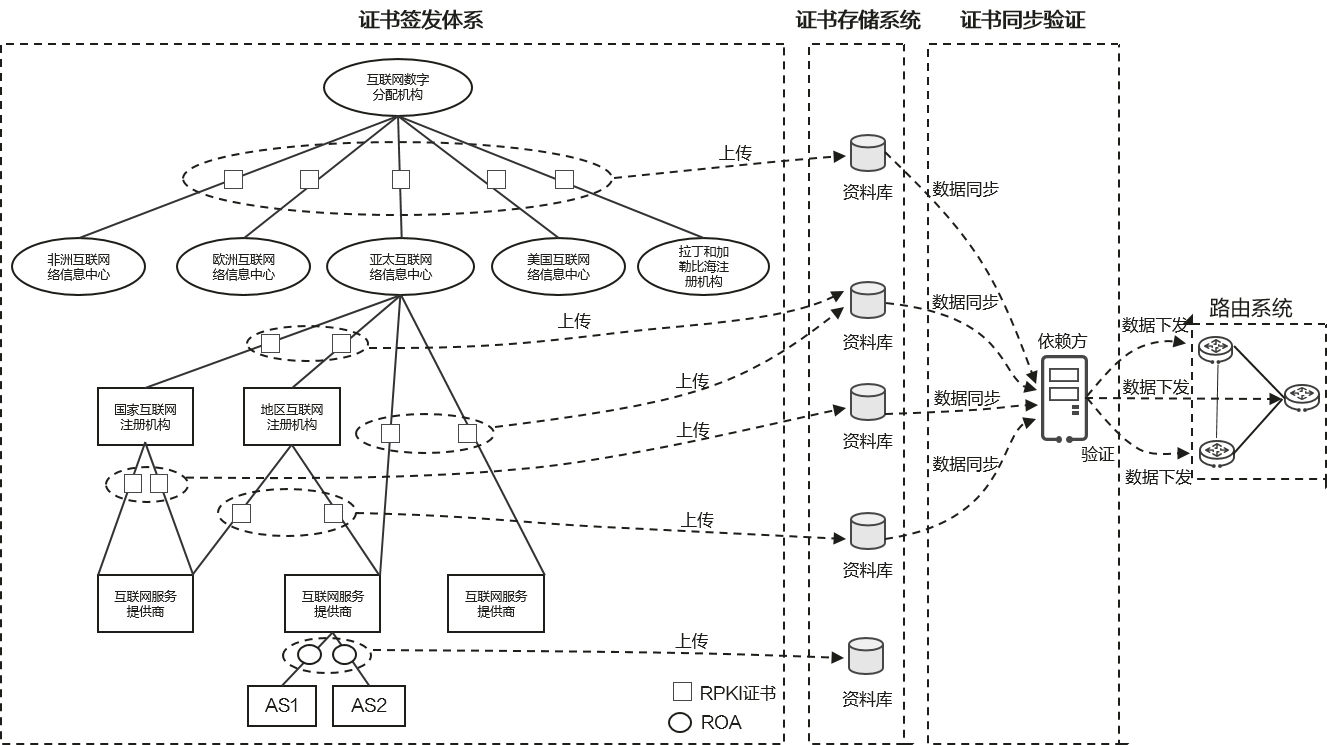 证书签发体系
证书存储系统
证书同步验证
互联网数字
分配机构
上传
资料库
数据同步
非洲互联网
络信息中心
欧洲互联网
络信息中心
亚太互联网
络信息中心
美国互联网
络信息中心
拉丁和加
勒比海注
册机构
上传
资料库
数据同步
依赖方
数据下发
路由系统
上传
国家互联网
注册机构
地区互联网
注册机构
上传
资料库
数据同步
数据下发
验证
数据下发
数据同步
上传
资料库
互联网服务
提供商
互联网服务
提供商
互联网服务
提供商
上传
资料库
AS1
AS2
RPKI证书
ROA